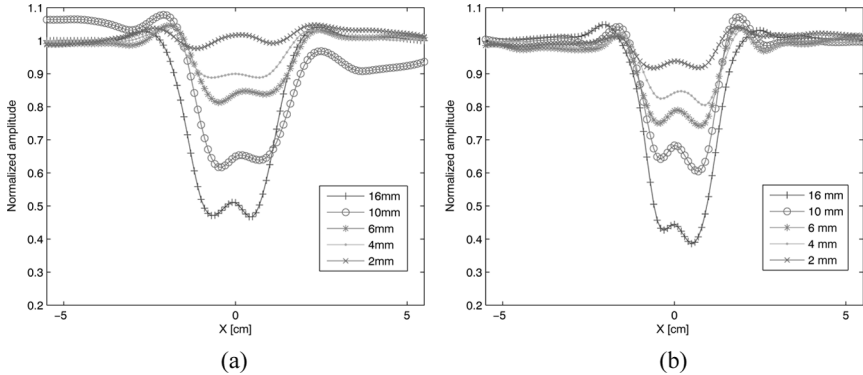 1.1
1
0.9
0.8
0.7
0.6
0.5
0.4
0.3
0.2
Normalized amplitude
−5
0
5
X [cm]
16mm
10mm
6mm
4mm
2mm
(a)
1.1
1
0.9
0.8
0.7
0.6
0.5
0.4
0.3
0.2
Normalized amplitude
−5
0
5
X [cm]
16 mm
10 mm
6 mm
4 mm
2 mm
(b)